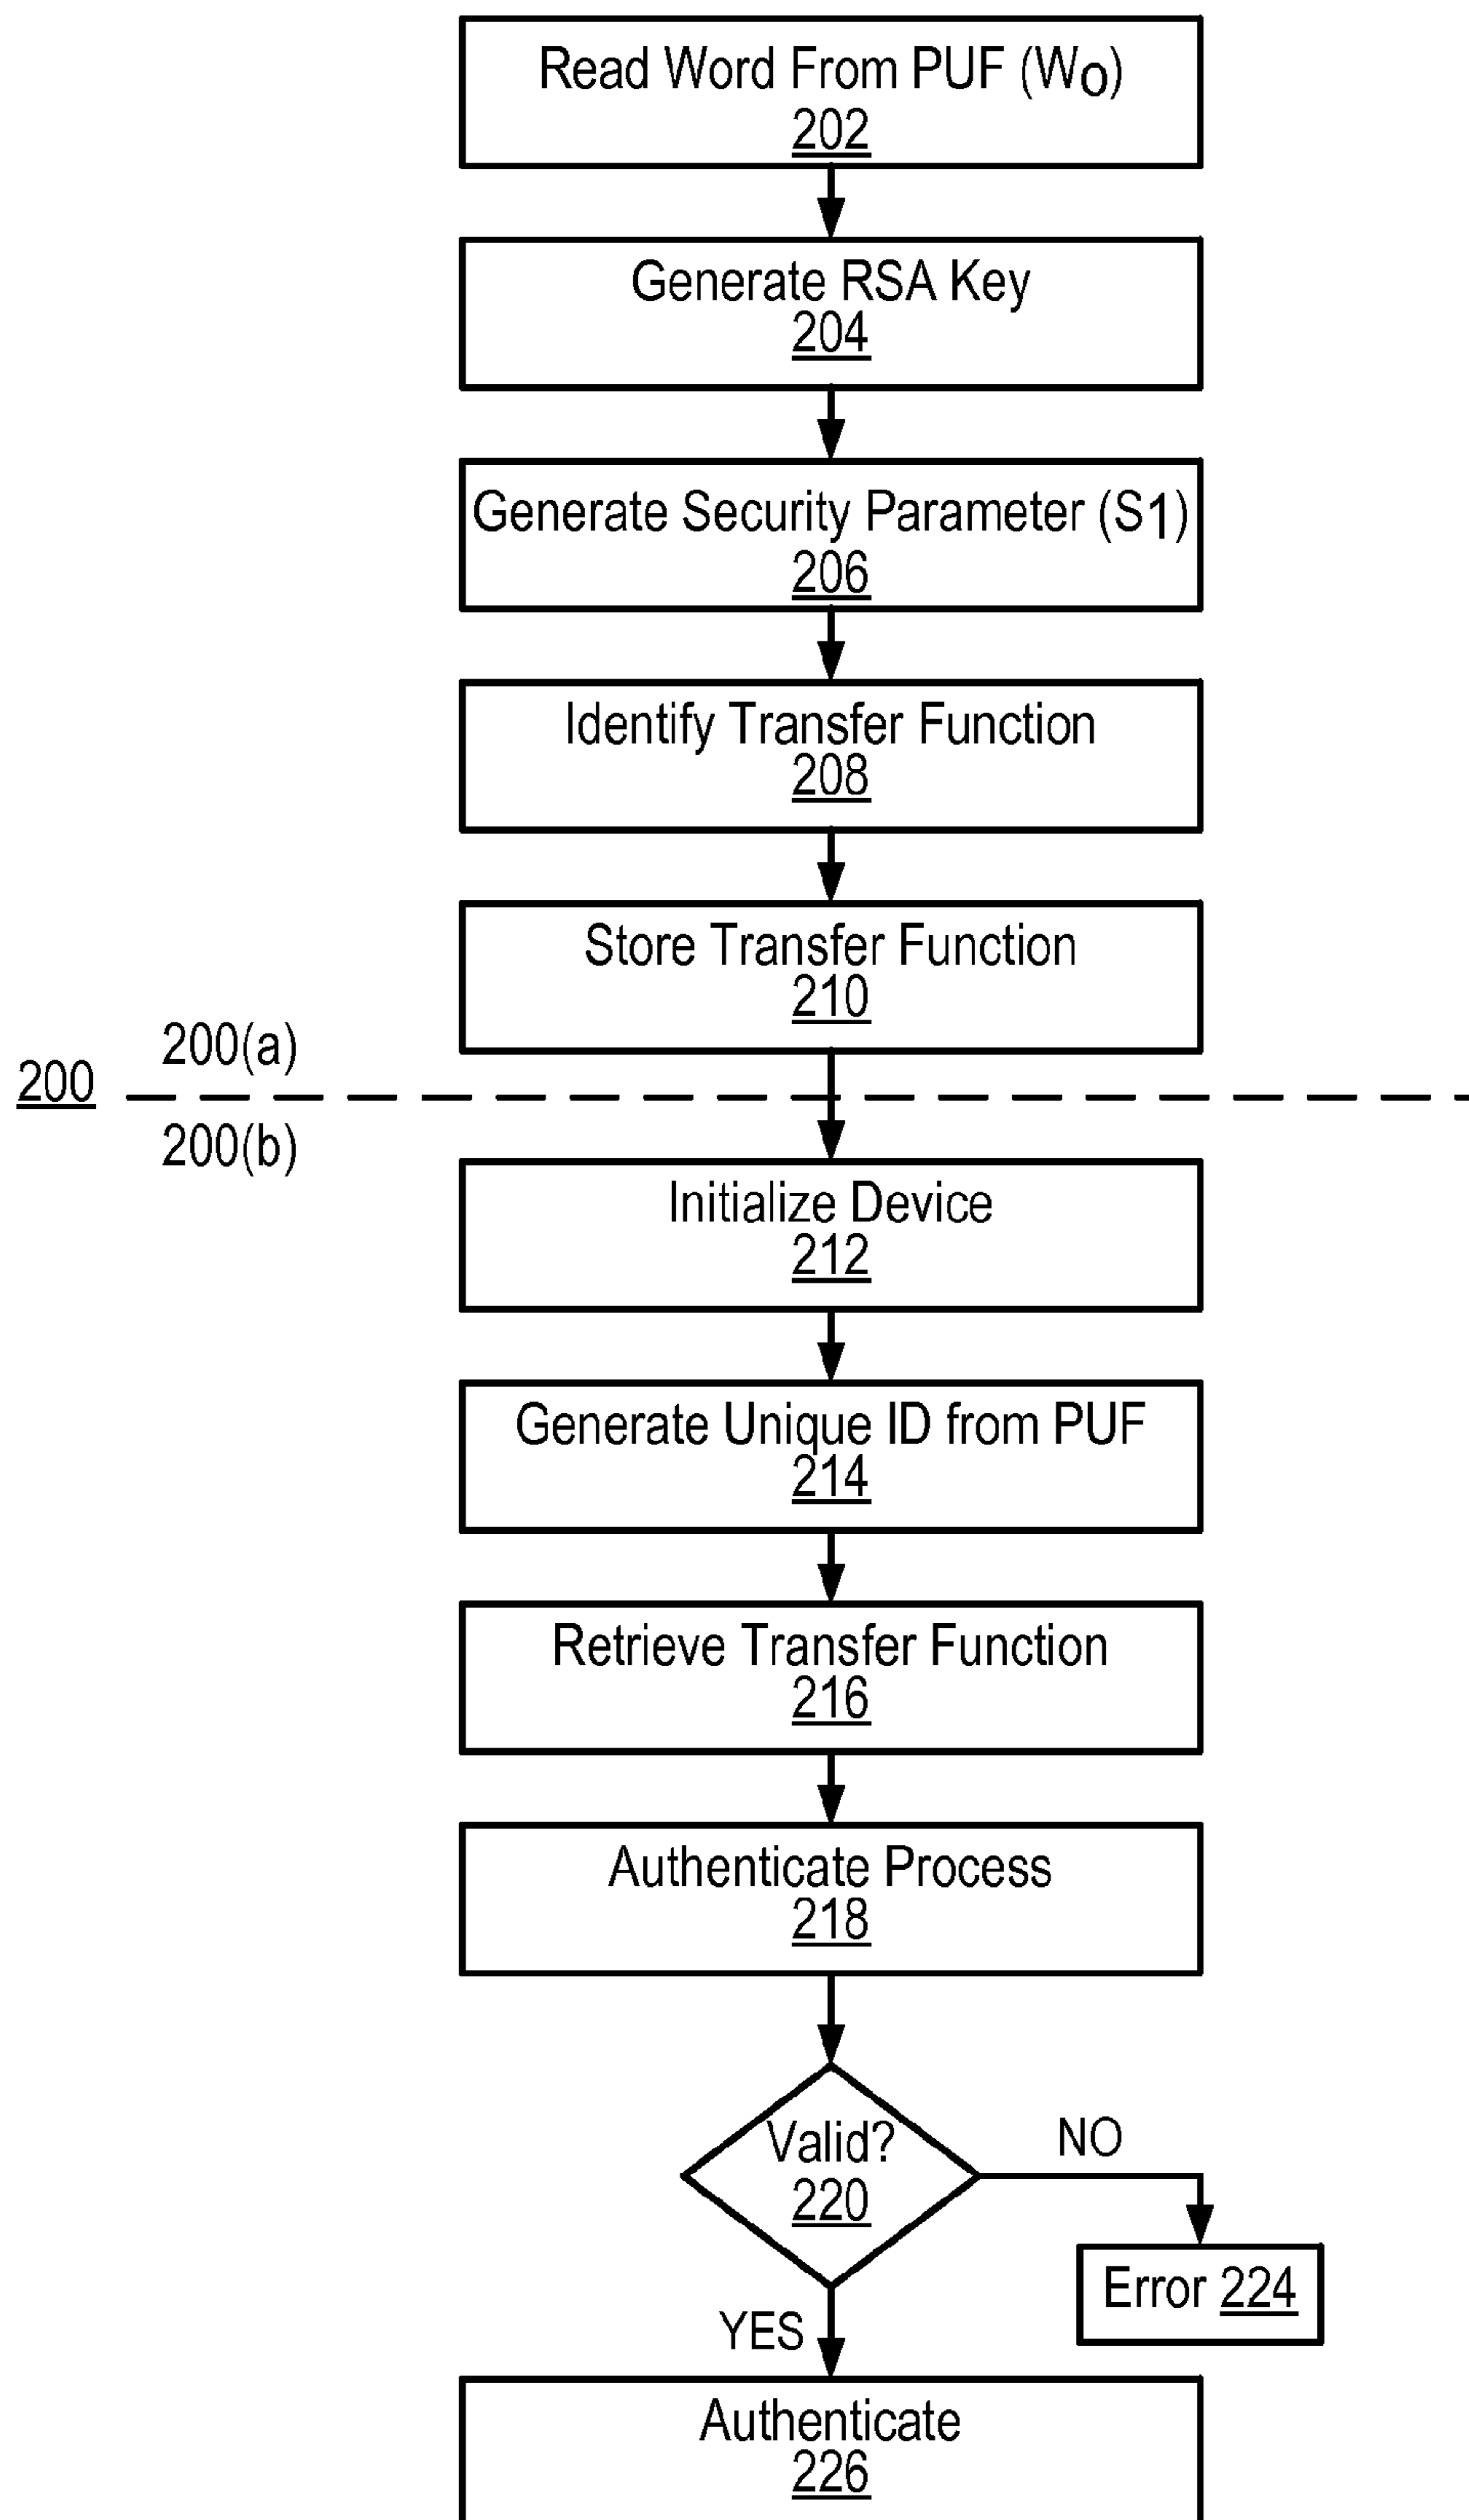 Read Word From PUF (Wo)
202
Generate RSA Key
204
Generate Security Parameter (S1)
206
Identify Transfer Function
208
Store Transfer Function
210
200(a)
200
200(b)
Initialize Device
212
Generate Unique ID from PUF
214
Retrieve Transfer Function
216
Authenticate Process
218
Valid?
220
NO
Error 224
YES
Authenticate
226